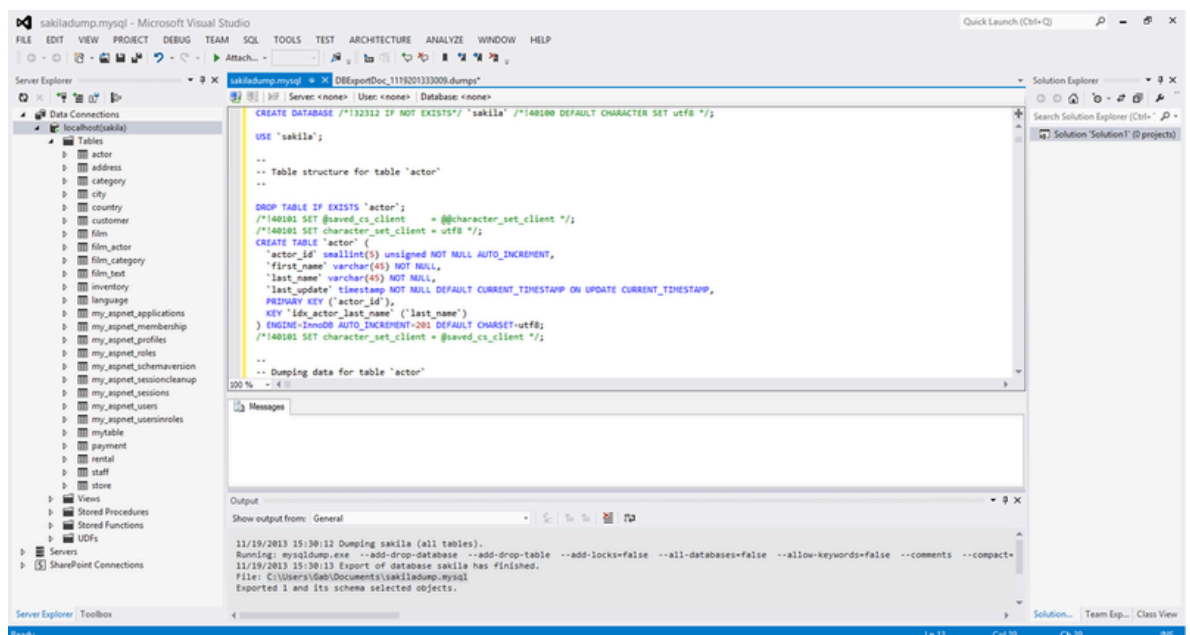 sakiladump.mysql - Microsoft Visual Studio
Quick Launch (Ctrl+Q)
FILE EDIT VIEW PROJECT DEBUG TEAM SQL TOOLS TEST ARCHITECTURE ANALYZE WINDOW HELP
Attach...
Server Explorer
Data Connections
localhost(sakila)
Tables
actor
address
category
city
country
customer
film
film_actor
film_category
film_text
inventory
language
my_aspnet_applications
my_aspnet_membership
my_aspnet_profiles
my_aspnet_roles
my_aspnet_schemaversion
my_aspnet_sessioncleanup
my_aspnet_sessions
my_aspnet_users
my_aspnet_usersinroles
mytable
payment
rental
staff
store
Views
Stored Procedures
Stored Functions
UDFs
Servers
SharePoint Connections
Server Explorer Toolbox
sakiladump.mysql DBExportDoc_1119201333009.dumps*
Server: <none> User: <none> Database: <none>
CREATE DATABASE /*!32312 IF NOT EXISTS*/ `sakila` /*!40100 DEFAULT CHARACTER SET utf8 */;
USE `sakila`;
--
-- Table structure for table `actor`
--
DROP TABLE IF EXISTS `actor`;
/*!40101 SET @saved_cs_client = @@character_set_client */;
/*!40101 SET character_set_client = utf8 */;
CREATE TABLE `actor` (
`actor_id` smallint(5) unsigned NOT NULL AUTO_INCREMENT,
`first_name` varchar(45) NOT NULL,
`last_name` varchar(45) NOT NULL,
`last_update` timestamp NOT NULL DEFAULT CURRENT_TIMESTAMP ON UPDATE CURRENT_TIMESTAMP,
PRIMARY KEY (`actor_id`),
KEY `idx_actor_last_name` (`last_name`)
) ENGINE=InnoDB AUTO_INCREMENT=201 DEFAULT CHARSET=utf8;
/*!40101 SET character_set_client = @saved_cs_client */;
--
-- Dumping data for table `actor`
100 %
Messages
Output
Show output from: General
11/19/2013 15:30:12 Dumping sakila (all tables).
Running: mysqldump.exe --add-drop-database --add-drop-table --add-locks=false --all-databases=false --allow-keywords=false --comments --compact=
11/19/2013 15:30:13 Export of database sakila has finished.
File: C:\Users\Gab\Documents\sakiladump.mysql
Exported 1 and its schema selected objects.
Solution Explorer
Search Solution Explorer (Ctrl+
Solution 'Solution1' (0 projects)
Solution... Team Exp... Class View